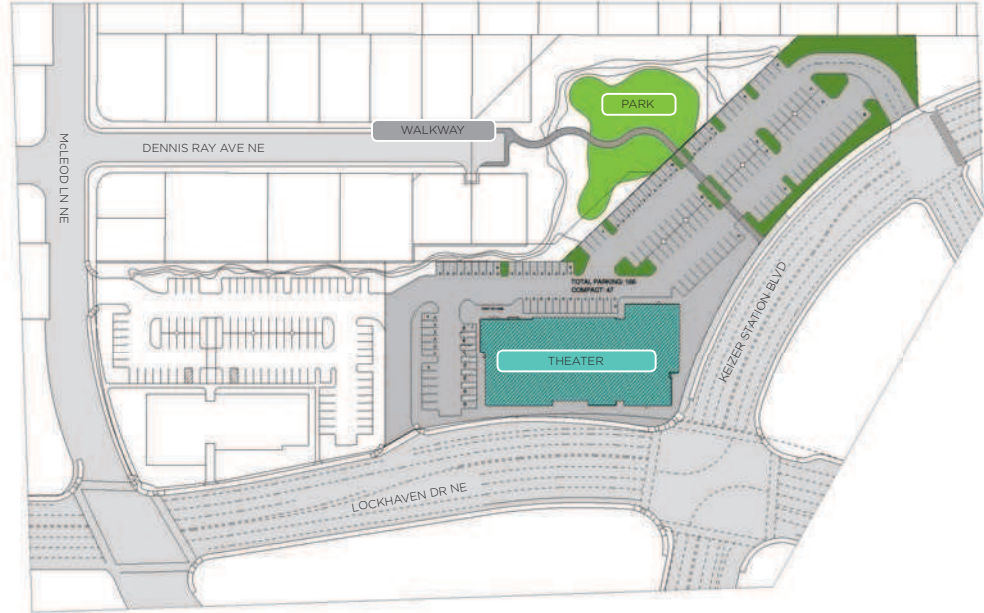 PARK
WALKWAY
DENNIS RAY AVE NE
McLEOD LN NE
TOTAL PARKING: 166
COMPACT: 47
THEATER
KEIZER STATION BLVD
LOCKHAVEN DR NE